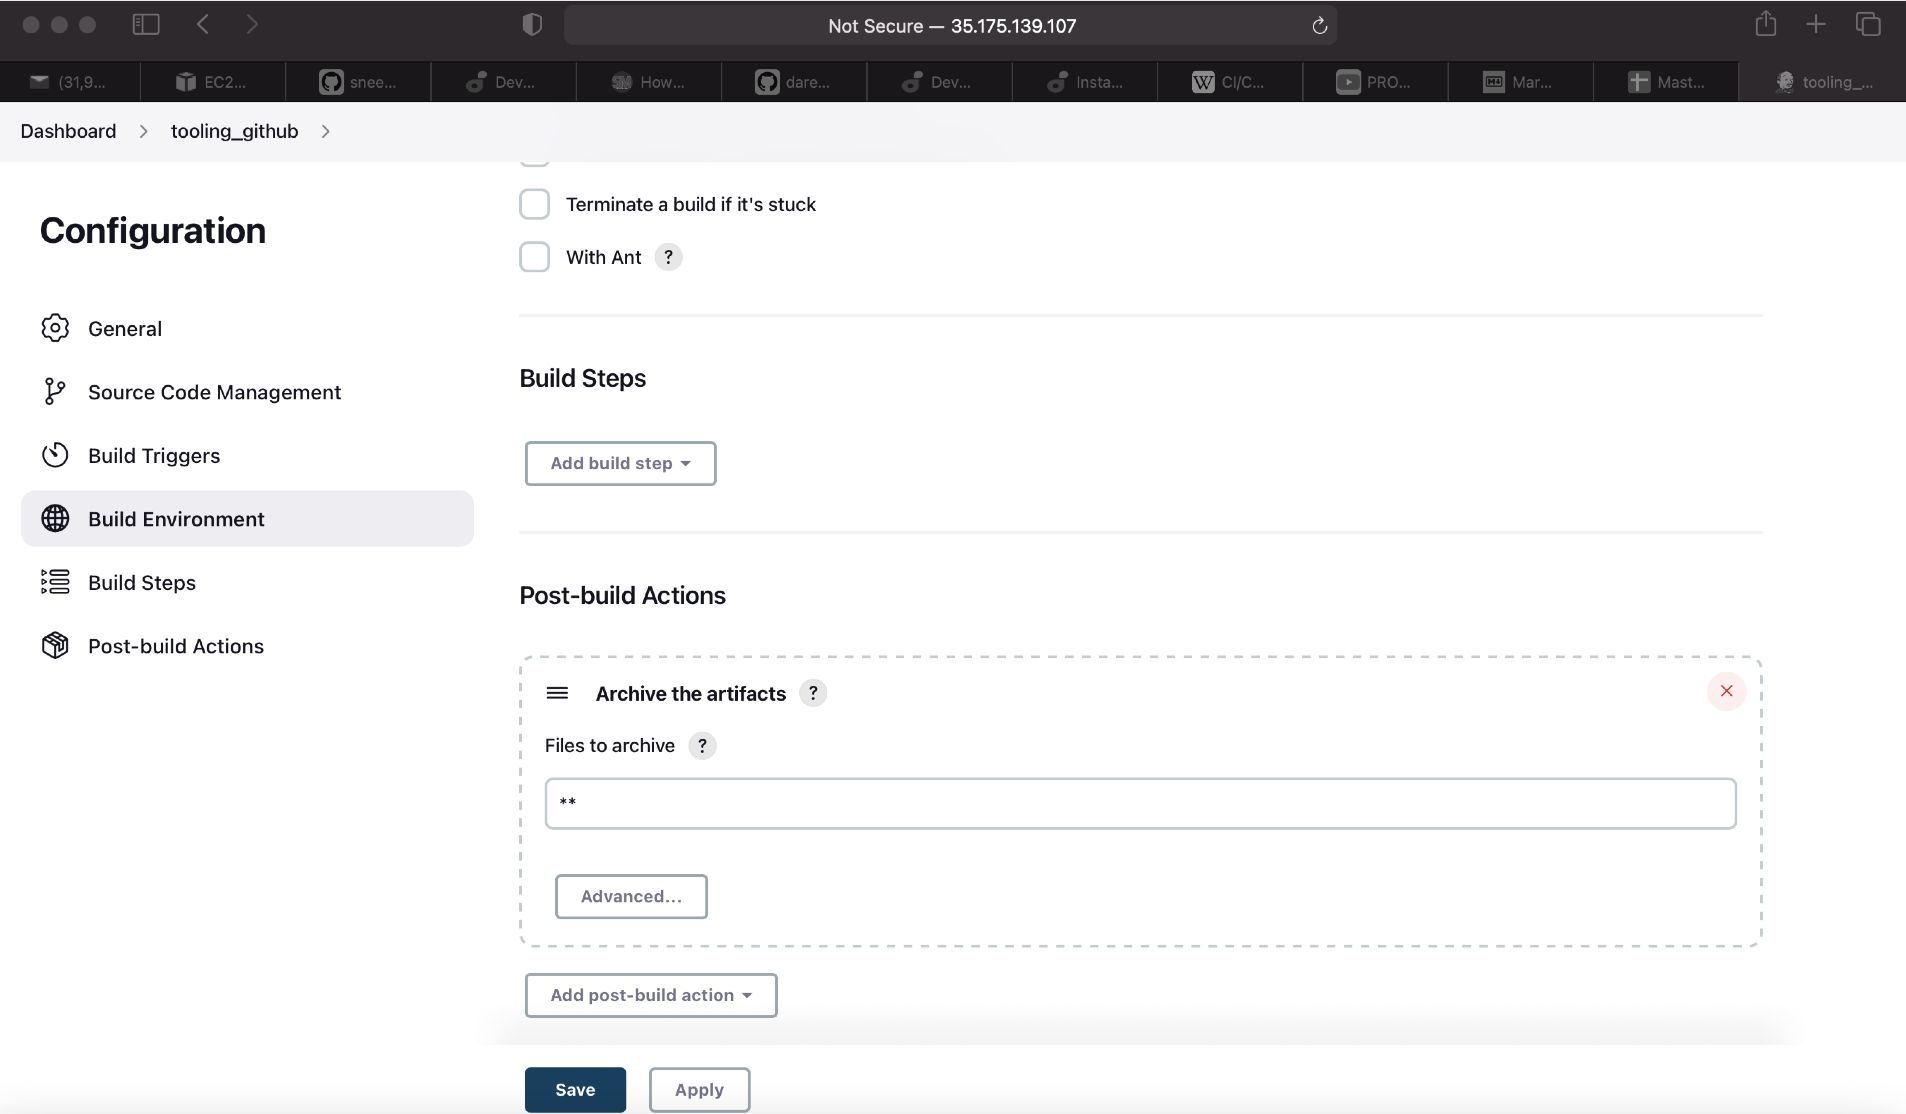 Not Secure — 35.175.139.107
(31,9...
EC2...
snee...
Dev...
How...
dare...
Dev...
Insta...
CI/C...
PRO...
Mar...
Mast...
tooling_...
Dashboard > tooling_github >
Configuration
General
Source Code Management
Build Triggers
Build Environment
Build Steps
Post-build Actions
Terminate a build if it's stuck
With Ant ?
Build Steps
Add build step
Post-build Actions
Archive the artifacts ?
Files to archive ?
**
Advanced...
Add post-build action
Save
Apply